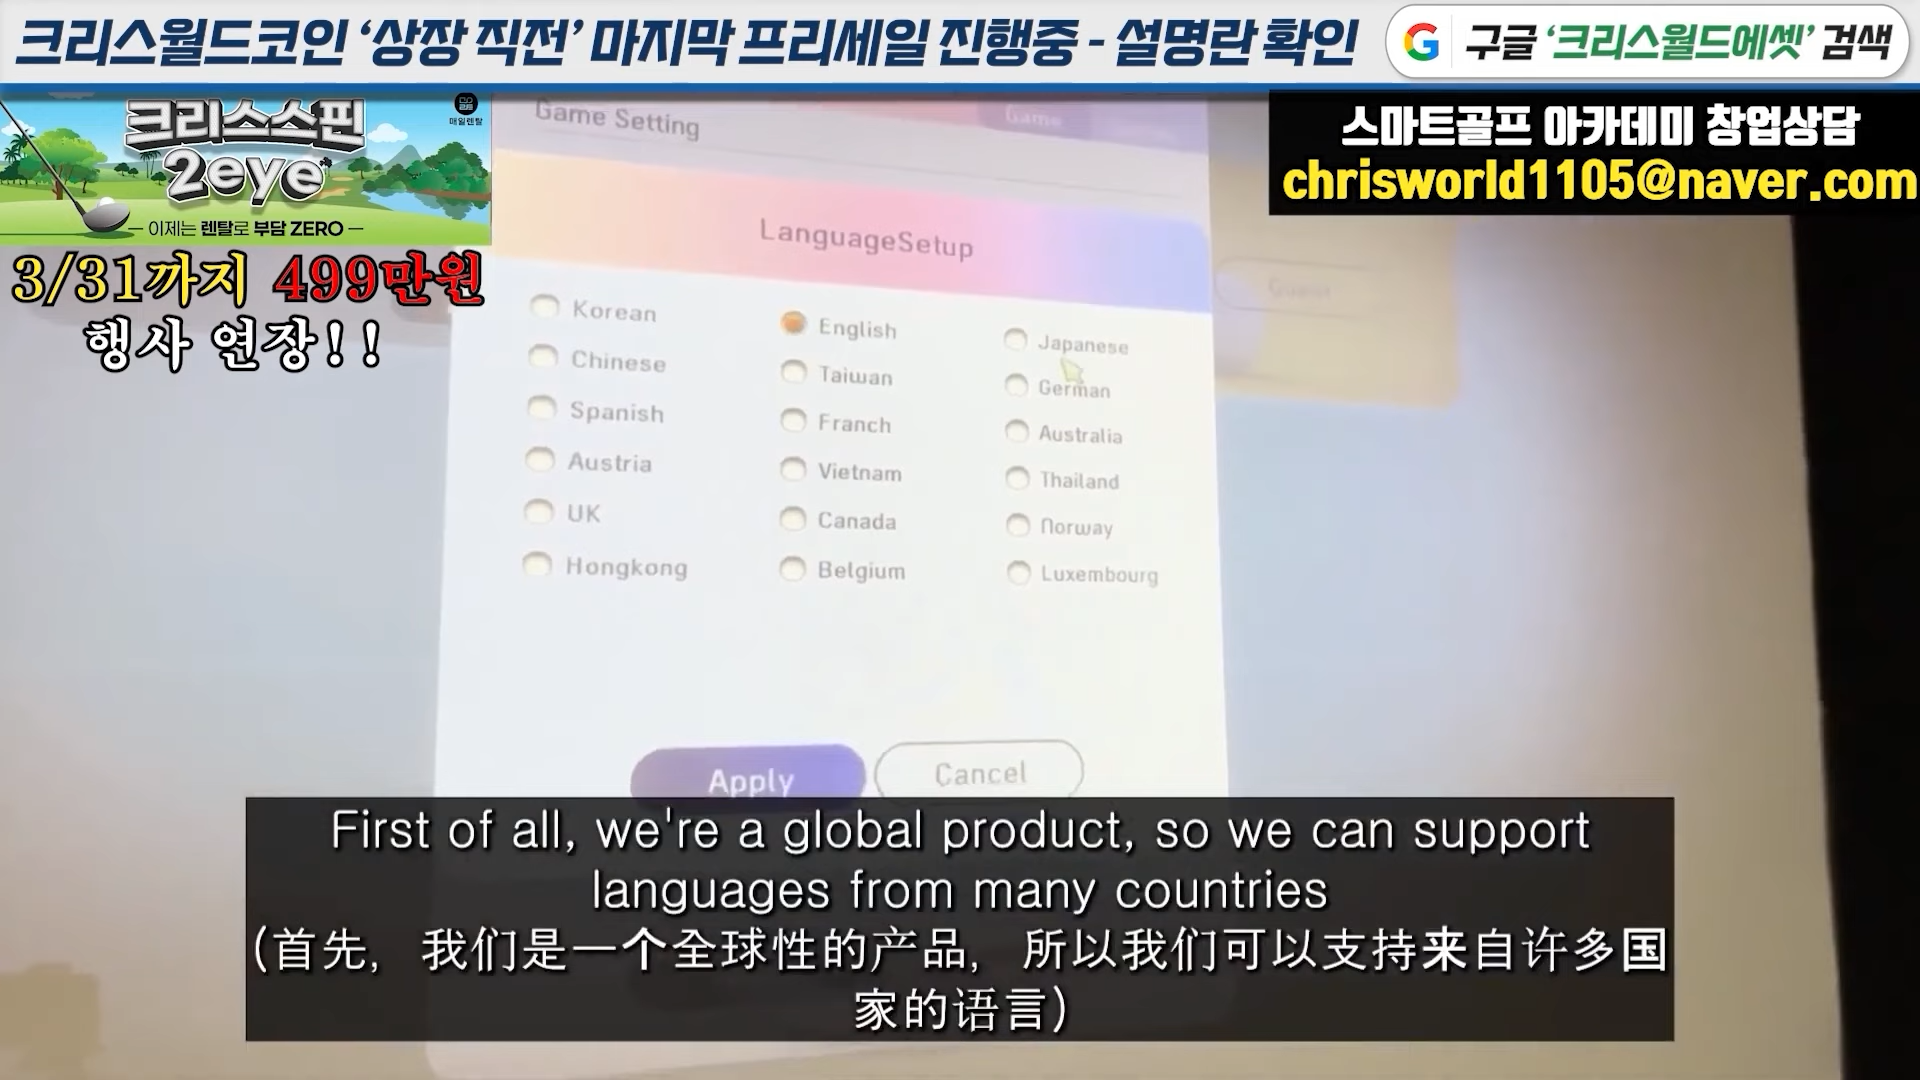 크리스월드코인 ‘상장 직전’ 마지막 프리세일 진행중 - 설명란 확인
구글 ‘크리스월드에셋’ 검색
크리스스핀
2eye
매일렌탈
이제는 렌탈로 부담 ZERO
3/31까지 499만원
행사 연장!!
스마트골프 아카데미 창업상담
chrisworld1105@naver.com
Game Setting
Game
LanguageSetup
Guest
Korean
English
Japanese
Chinese
Taiwan
German
Spanish
Franch
Australia
Austria
Vietnam
Thailand
UK
Canada
Norway
Hongkong
Belgium
Luxembourg
Apply
Cancel
First of all, we're a global product, so we can support
languages from many countries
(首先, 我们是一个全球性的产品, 所以我们可以支持来自许多国
家的语言)